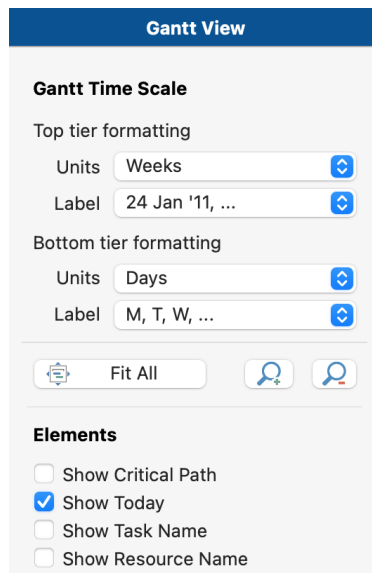 Gantt View
Gantt Time Scale
Top tier formatting
Units Weeks
Label 24 Jan '11, ...
Bottom tier formatting
Units Days
Label M, T, W, ...
Fit All
Elements
Show Critical Path
Show Today
Show Task Name
Show Resource Name